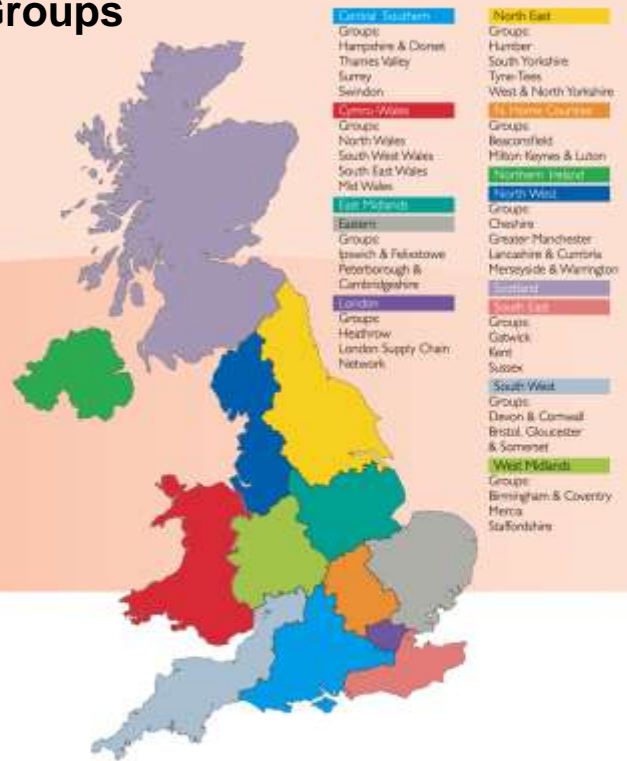 Groups
Central Southern
Groups:
Hampshire & Dorset
Thames Valley
Surrey
Swindon
Cymru-Wales
Groups:
North Wales
South West Wales
South East Wales
Mid Wales
East Midlands
Eastern
Groups:
Ipswich & Felixstowe
Peterborough &
Cambridgeshire
London
Groups:
Heathrow
London Supply Chain
Network
North East
Groups:
Humber
South Yorkshire
Tyne-Tees
West & North Yorkshire
N. Home Counties
Groups:
Beaconsfield
Milton Keynes & Luton
Northern Ireland
North West
Groups:
Cheshire
Greater Manchester
Lancashire & Cumbria
Merseyside & Warrington
Scotland
South East
Groups:
Gatwick
Kent
Sussex
South West
Groups:
Devon & Cornwall
Bristol, Gloucester
& Somerset
West Midlands
Groups:
Birmingham & Coventry
Mercia
Staffordshire